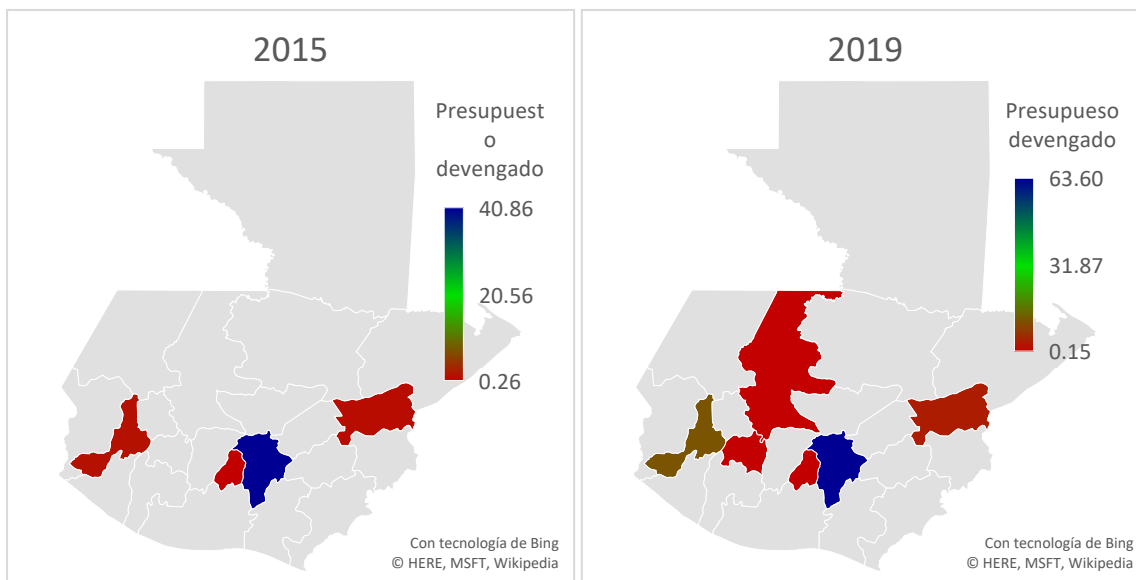 2015
Presupuest
o
devengado
40.86
20.56
0.26
Con tecnología de Bing
© HERE, MSFT, Wikipedia
2019
Presupueso
devengado
63.60
31.87
0.15
Con tecnología de Bing
© HERE, MSFT, Wikipedia